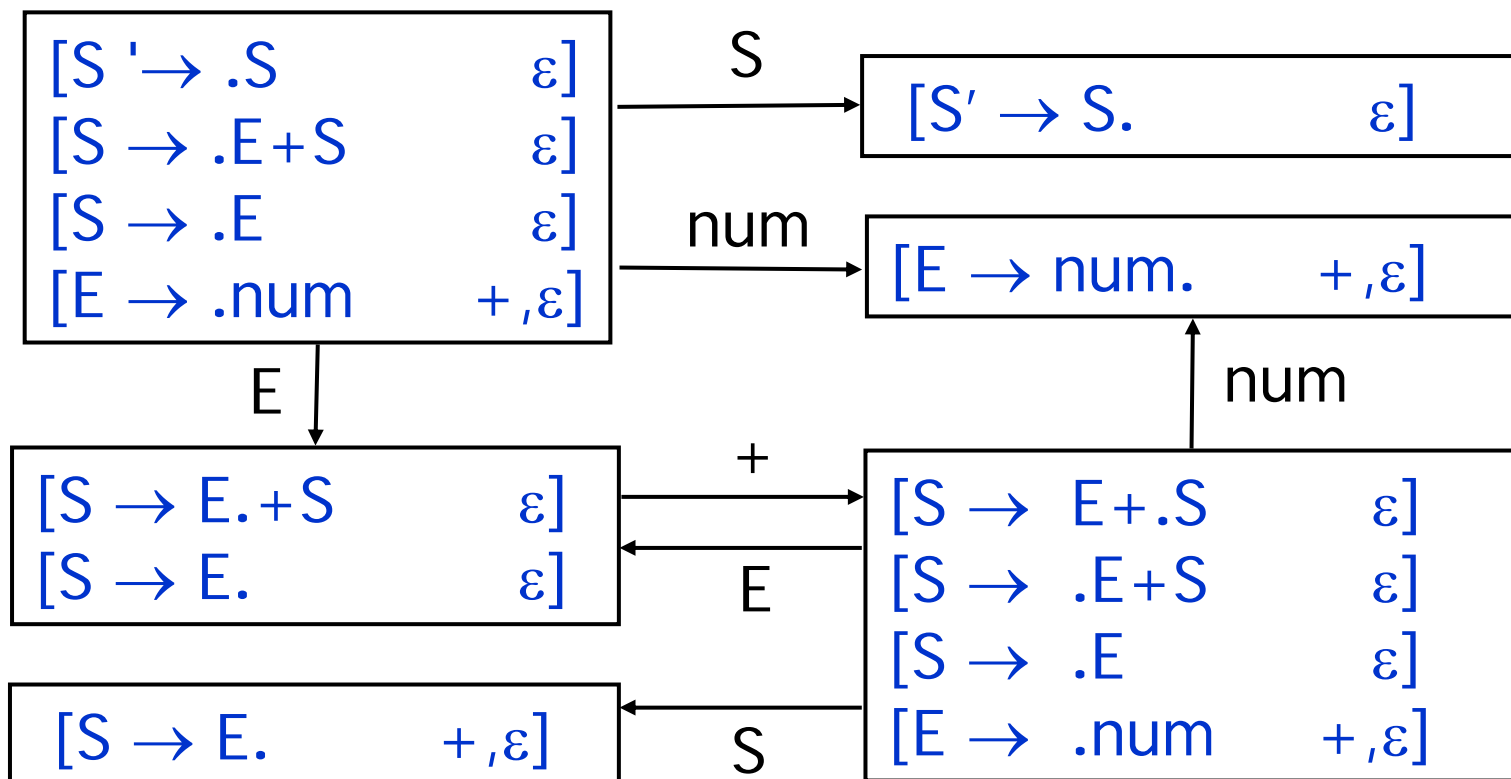 [S '→ .S ε]
[S → .E+S ε]
[S → .E ε]
[E → .num +,ε]
S
[S′ → S. ε]
num
[E → num. +,ε]
E
num
[S → E.+S ε]
[S → E. ε]
+
E
[S → E+.S ε]
[S → .E+S ε]
[S → .E ε]
[E → .num +,ε]
[S → E. +,ε]
S